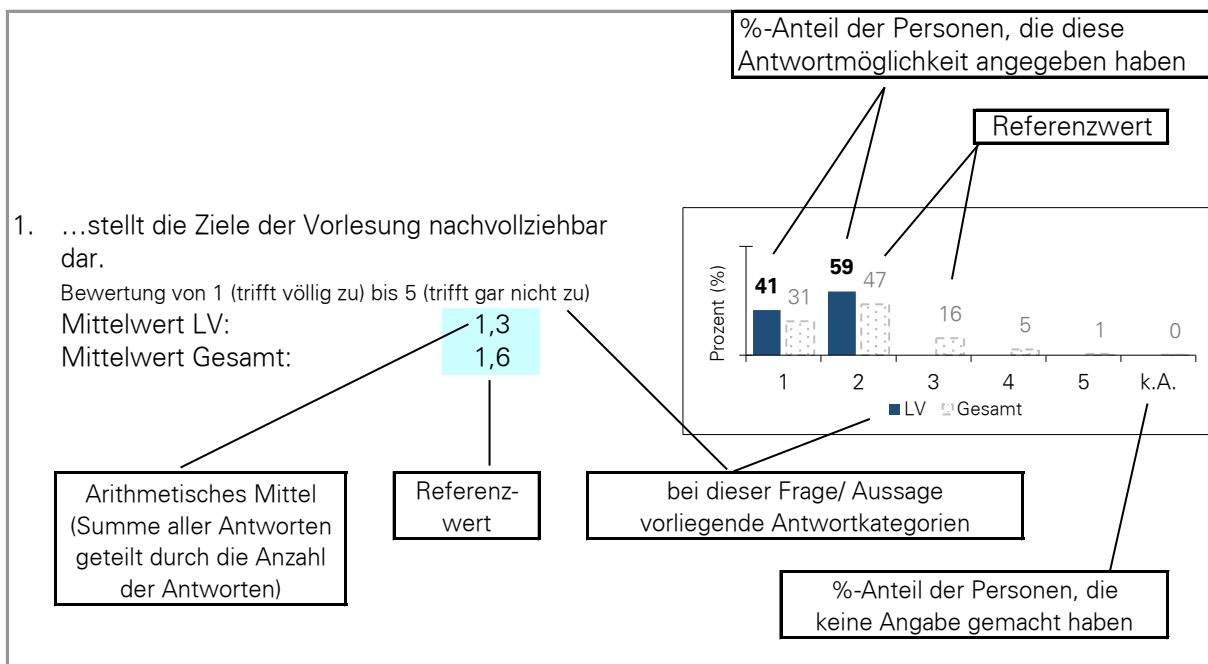 %-Anteil der Personen, die diese
Antwortmöglichkeit angegeben haben
Referenzwert
1. …stellt die Ziele der Vorlesung nachvollziehbar
dar.
Bewertung von 1 (trifft völlig zu) bis 5 (trifft gar nicht zu)
Mittelwert LV: 1,3
Mittelwert Gesamt: 1,6
Prozent (%)
41 31 59 47 16 5 1 0
1 2 3 4 5 k.A.
LV Gesamt
Arithmetisches Mittel
(Summe aller Antworten
geteilt durch die Anzahl
der Antworten)
Referenz-
wert
bei dieser Frage/ Aussage
vorliegende Antwortkategorien
%-Anteil der Personen, die
keine Angabe gemacht haben